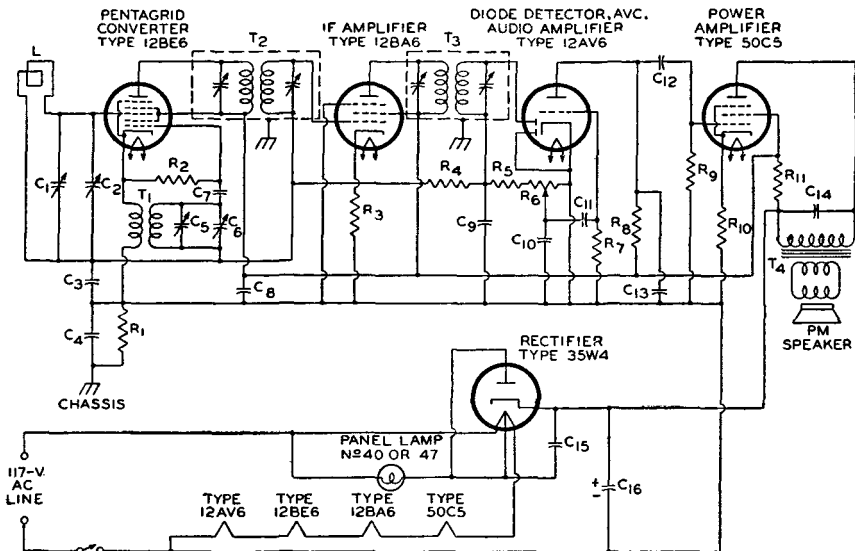 PENTAGRID
CONVERTER
TYPE 12BE6
T2
IF AMPLIFIER
TYPE 12BA6
T3
DIODE DETECTOR, AVC,
AUDIO AMPLIFIER
TYPE 12AV6
POWER
AMPLIFIER
TYPE 50C5
L
C12
C1
C2
R2
C7
T1
C5
C6
R3
R4
R5
R6
C11
C9
C10
R7
R8
R9
R10
R11
C14
T4
C3
C8
C13
C4
R1
CHASSIS
PM
SPEAKER
RECTIFIER
TYPE 35W4
PANEL LAMP
Nº40 OR 47
C15
C16
+
-
117-V.
AC
LINE
TYPE
12AV6
TYPE
12BE6
TYPE
12BA6
TYPE
50C5